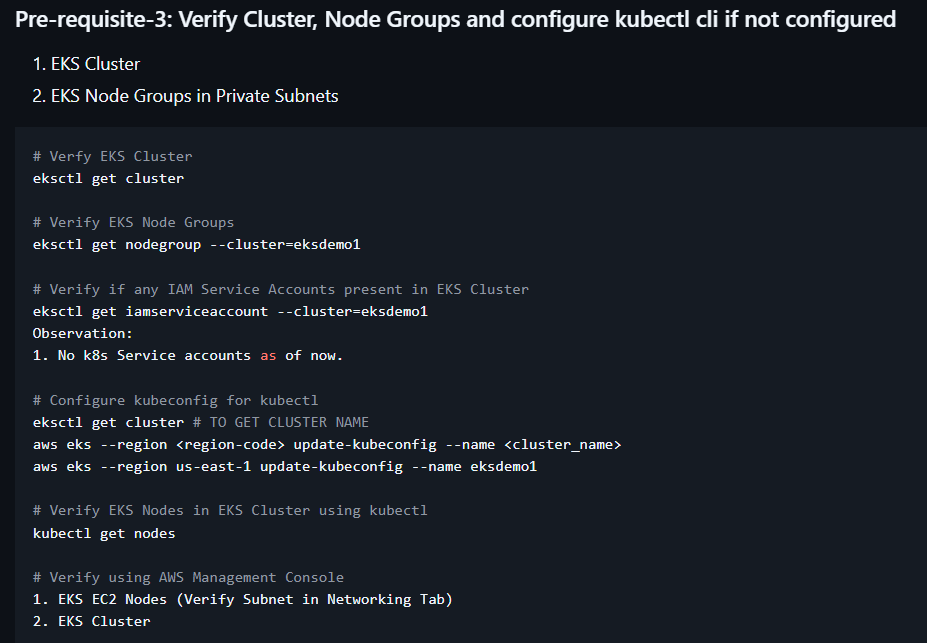 Pre-requisite-3: Verify Cluster, Node Groups and configure kubectl cli if not configured
1. EKS Cluster
2. EKS Node Groups in Private Subnets
# Verfy EKS Cluster
eksctl get cluster
# Verify EKS Node Groups
eksctl get nodegroup --cluster=eksdemo1
# Verify if any IAM Service Accounts present in EKS Cluster
eksctl get iamserviceaccount --cluster=eksdemo1
Observation:
1. No k8s Service accounts as of now.
# Configure kubeconfig for kubectl
eksctl get cluster # TO GET CLUSTER NAME
aws eks --region <region-code> update-kubeconfig --name <cluster_name>
aws eks --region us-east-1 update-kubeconfig --name eksdemo1
# Verify EKS Nodes in EKS Cluster using kubectl
kubectl get nodes
# Verify using AWS Management Console
1. EKS EC2 Nodes (Verify Subnet in Networking Tab)
2. EKS Cluster